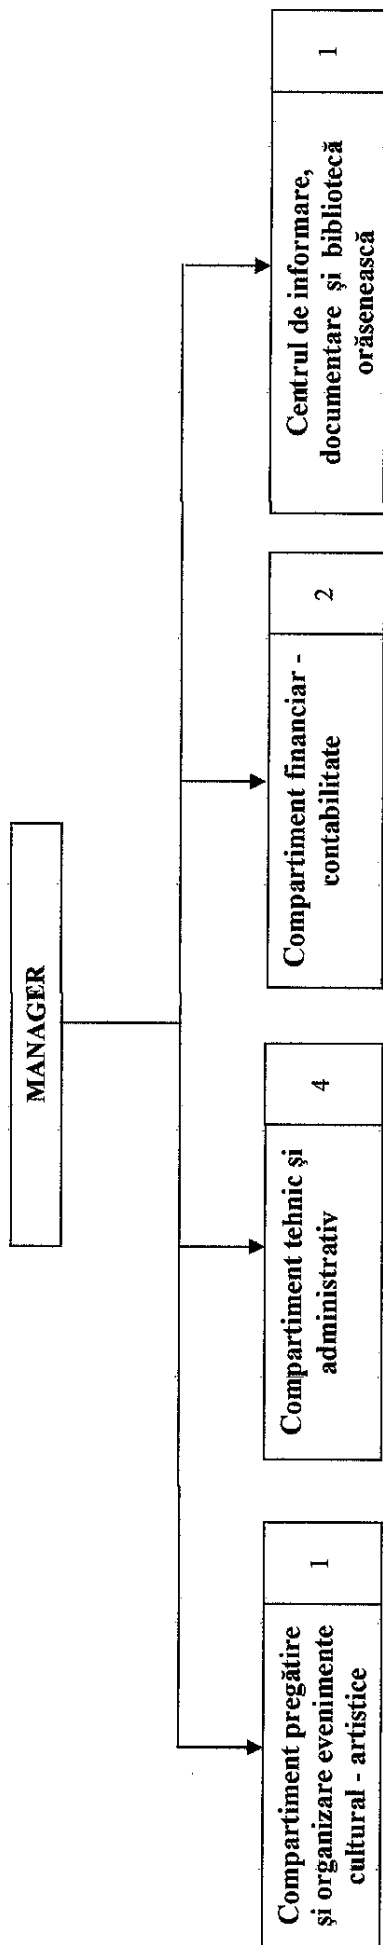 MANAGER
Compartiment pregătire
și organizare evenimente
cultural - artistice
1
Compartiment tehnic și
administrativ
4
Compartiment financiar -
contabilitate
2
Centrul de informare,
documentare și bibliotecă
orăsenească
1